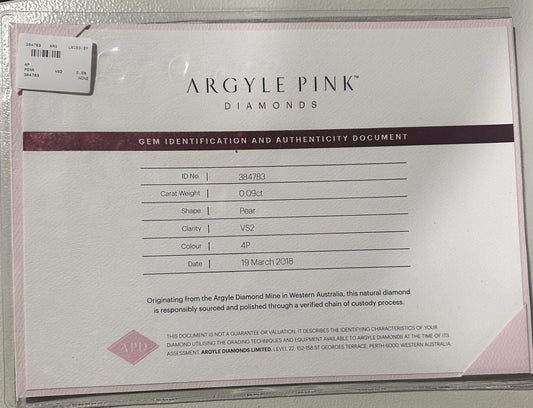 384783 ARG
4P
PEAR VS2 0.09
384783 NONE
ARGYLE PINK™
DIAMONDS
GEM IDENTIFICATION AND AUTHENTICITY DOCUMENT
ID No. | 384783
Carat Weight | 0.09ct
Shape | Pear
Clarity | VS2
Colour | 4P
Date | 19 March 2018
Originating from the Argyle Diamond Mine in Western Australia, this natural diamond
is responsibly sourced and polished through a verified chain of custody process.
APD
THIS DOCUMENT IS NOT A GUARANTEE OR VALUATION. IT DESCRIBES THE IDENTIFYING CHARACTERISTICS OF YOUR
DIAMOND UTILISING THE GRADING TECHNIQUES AND EQUIPMENT AVAILABLE TO ARGYLE DIAMONDS AT THE TIME OF ITS
ASSESSMENT. ARGYLE DIAMONDS LIMITED. LEVEL 22, 152-158 ST GEORGES TERRACE, PERTH 6000, WESTERN AUSTRALIA.